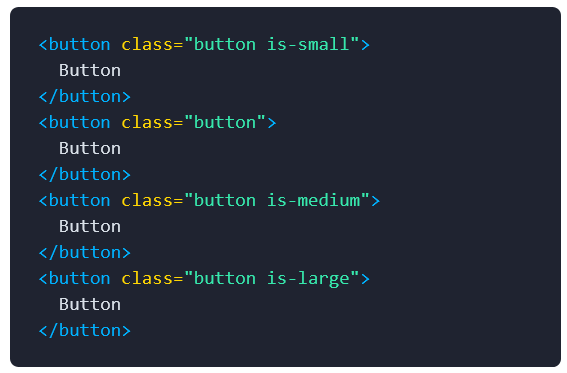 <button class="button is-small">
  Button
</button>
<button class="button">
  Button
</button>
<button class="button is-medium">
  Button
</button>
<button class="button is-large">
  Button
</button>